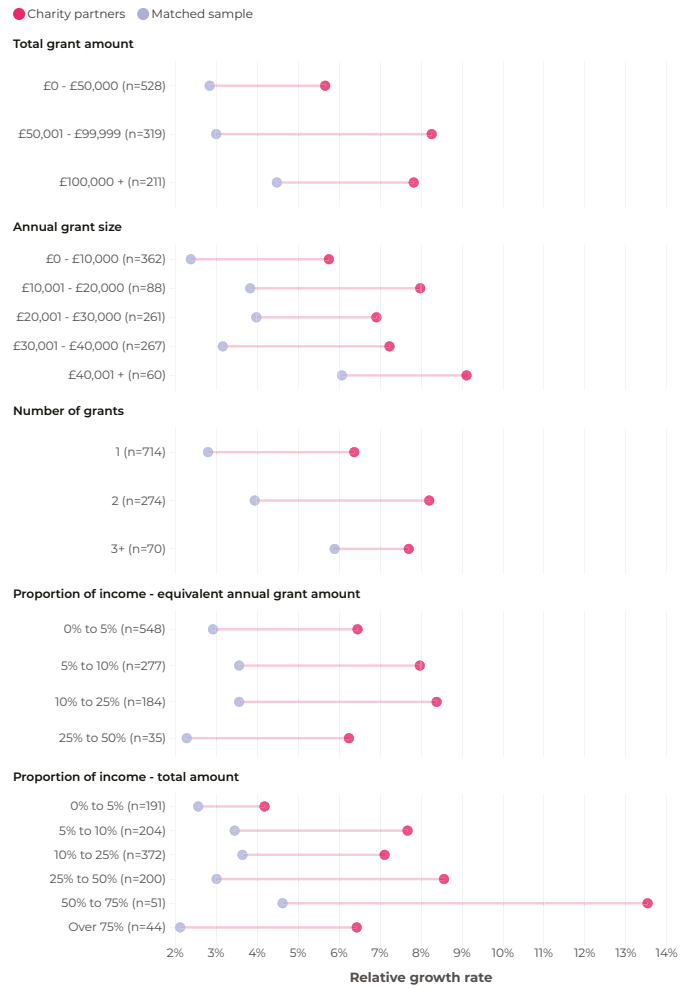 Charity partners Matched sample
Total grant amount
£0 - £50,000 (n=528)
£50,001 - £99,999 (n=319)
£100,000 + (n=211)
Annual grant size
£0 - £10,000 (n=362)
£10,001 - £20,000 (n=88)
£20,001 - £30,000 (n=261)
£30,001 - £40,000 (n=267)
£40,001 + (n=60)
Number of grants
1 (n=714)
2 (n=274)
3+ (n=70)
Proportion of income - equivalent annual grant amount
0% to 5% (n=548)
5% to 10% (n=277)
10% to 25% (n=184)
25% to 50% (n=35)
Proportion of income - total amount
0% to 5% (n=191)
5% to 10% (n=204)
10% to 25% (n=372)
25% to 50% (n=200)
50% to 75% (n=51)
Over 75% (n=44)
2% 3% 4% 5% 6% 7% 8% 9% 10% 11% 12% 13% 14%
Relative growth rate